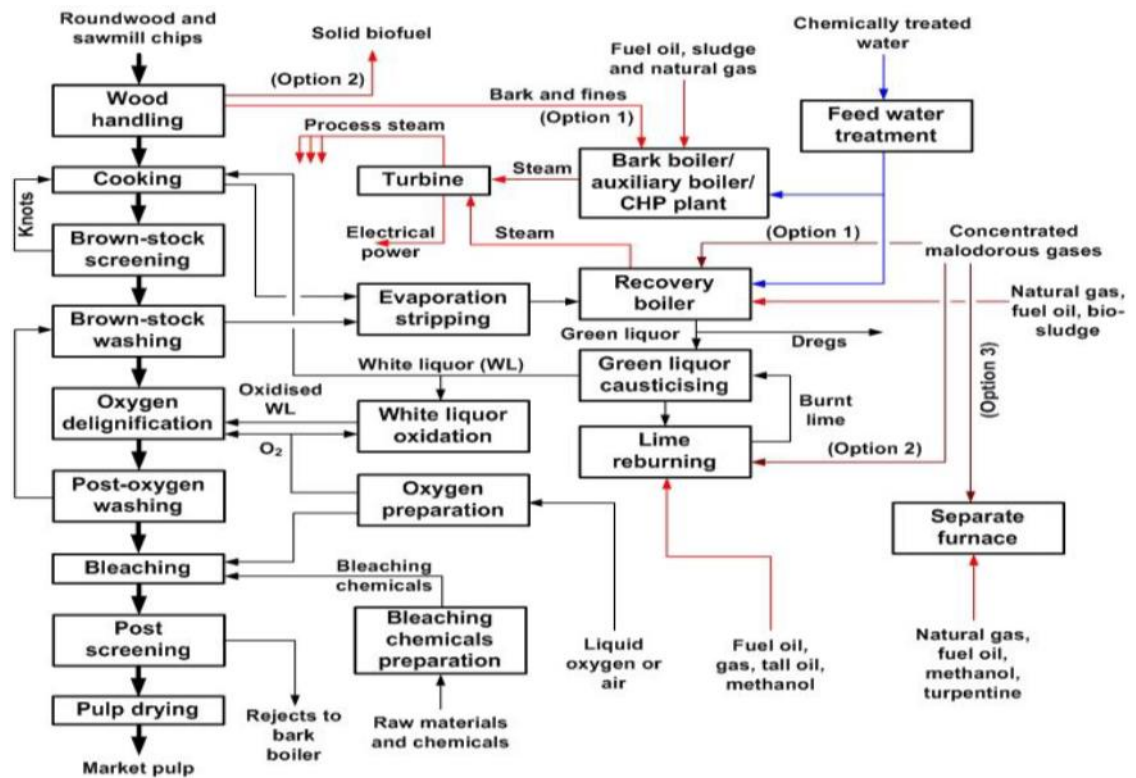 Roundwood and
sawmill chips
Solid biofuel
(Option 2)
Fuel oil, sludge
and natural gas
Chemically treated
water
Wood
handling
Bark and fines
(Option 1)
Feed water
treatment
Process steam
Cooking
Turbine
Steam
Bark boiler/
auxiliary boiler/
CHP plant
Knots
Brown-stock
screening
Electrical
power
Steam
(Option 1)
Concentrated
malodorous gases
Evaporation
stripping
Recovery
boiler
Natural gas,
fuel oil, bio-
sludge
Brown-stock
washing
Green liquor
Dregs
White liquor (WL)
Green liquor
causticising
(Option 3)
Oxygen
delignification
Oxidised
WL
White liquor
oxidation
Burnt
lime
O2
Lime
reburning
(Option 2)
Post-oxygen
washing
Oxygen
preparation
Separate
furnace
Bleaching
Bleaching
chemicals
Post
screening
Bleaching
chemicals
preparation
Liquid
oxygen or
air
Fuel oil,
gas, tall oil,
methanol
Natural gas,
fuel oil,
methanol,
turpentine
Pulp drying
Rejects to
bark
boiler
Raw materials
and chemicals
Market pulp